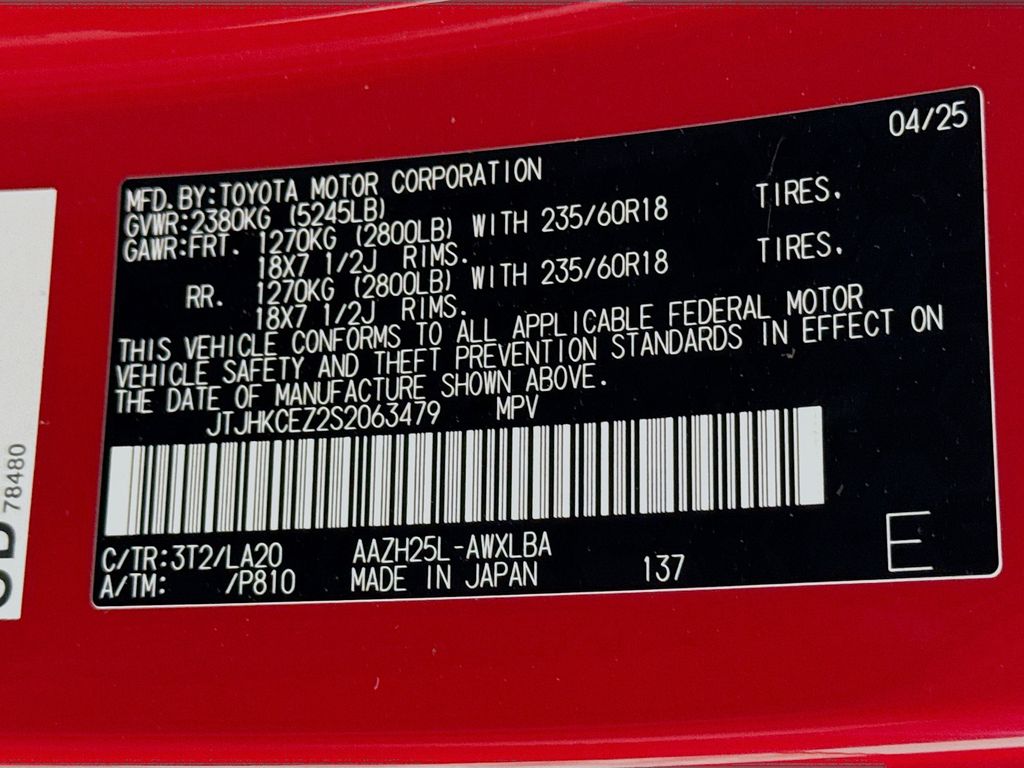 04/25
MFD.BY:TOYOTA MOTOR CORPORATION
GVWR:2380KG (5245LB)
GAWR:FRT. 1270KG (2800LB) WITH 235/60R18 TIRES.
18X7 1/2J RIMS.
RR. 1270KG (2800LB) WITH 235/60R18 TIRES.
18X7 1/2J RIMS.
THIS VEHICLE CONFORMS TO ALL APPLICABLE FEDERAL MOTOR
VEHICLE SAFETY AND THEFT PREVENTION STANDARDS IN EFFECT ON
THE DATE OF MANUFACTURE SHOWN ABOVE.
JTJHKCEZ2S2063479 MPV
C/TR:3T2/LA20 AAZH25L-AWXLBA
A/TM: /P810 MADE IN JAPAN 137 E
78480